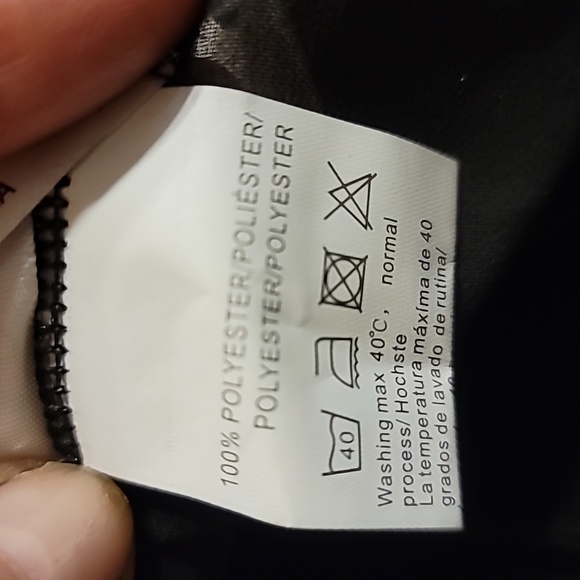 100% POLYESTER/POLIÉSTER/
POLYESTER/POLYESTER
40
Washing max 40℃, normal
process/ Hochste
La temperatura máxima de 40
grados de lavado de rutina/